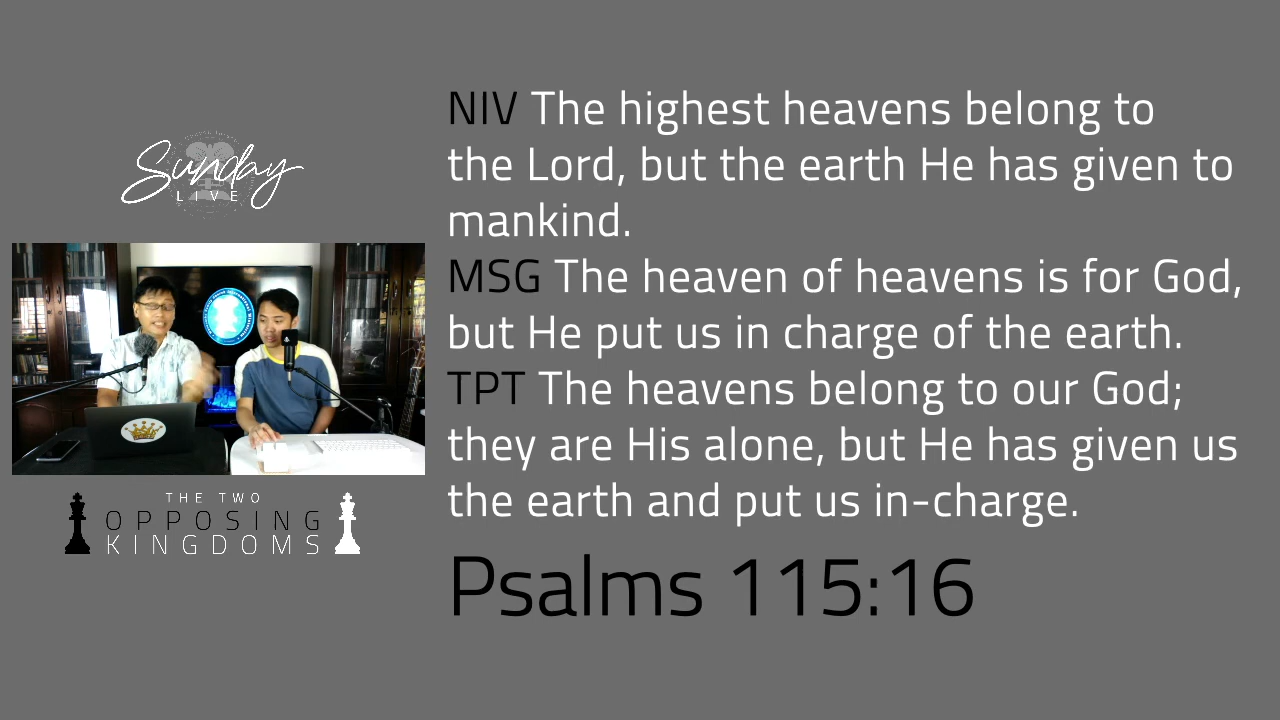 Sunday
LIVE
THE TWO
OPPOSING
KINGDOMS
NIV The highest heavens belong to
the Lord, but the earth He has given to
mankind.
MSG The heaven of heavens is for God,
but He put us in charge of the earth.
TPT The heavens belong to our God;
they are His alone, but He has given us
the earth and put us in-charge.
Psalms 115:16